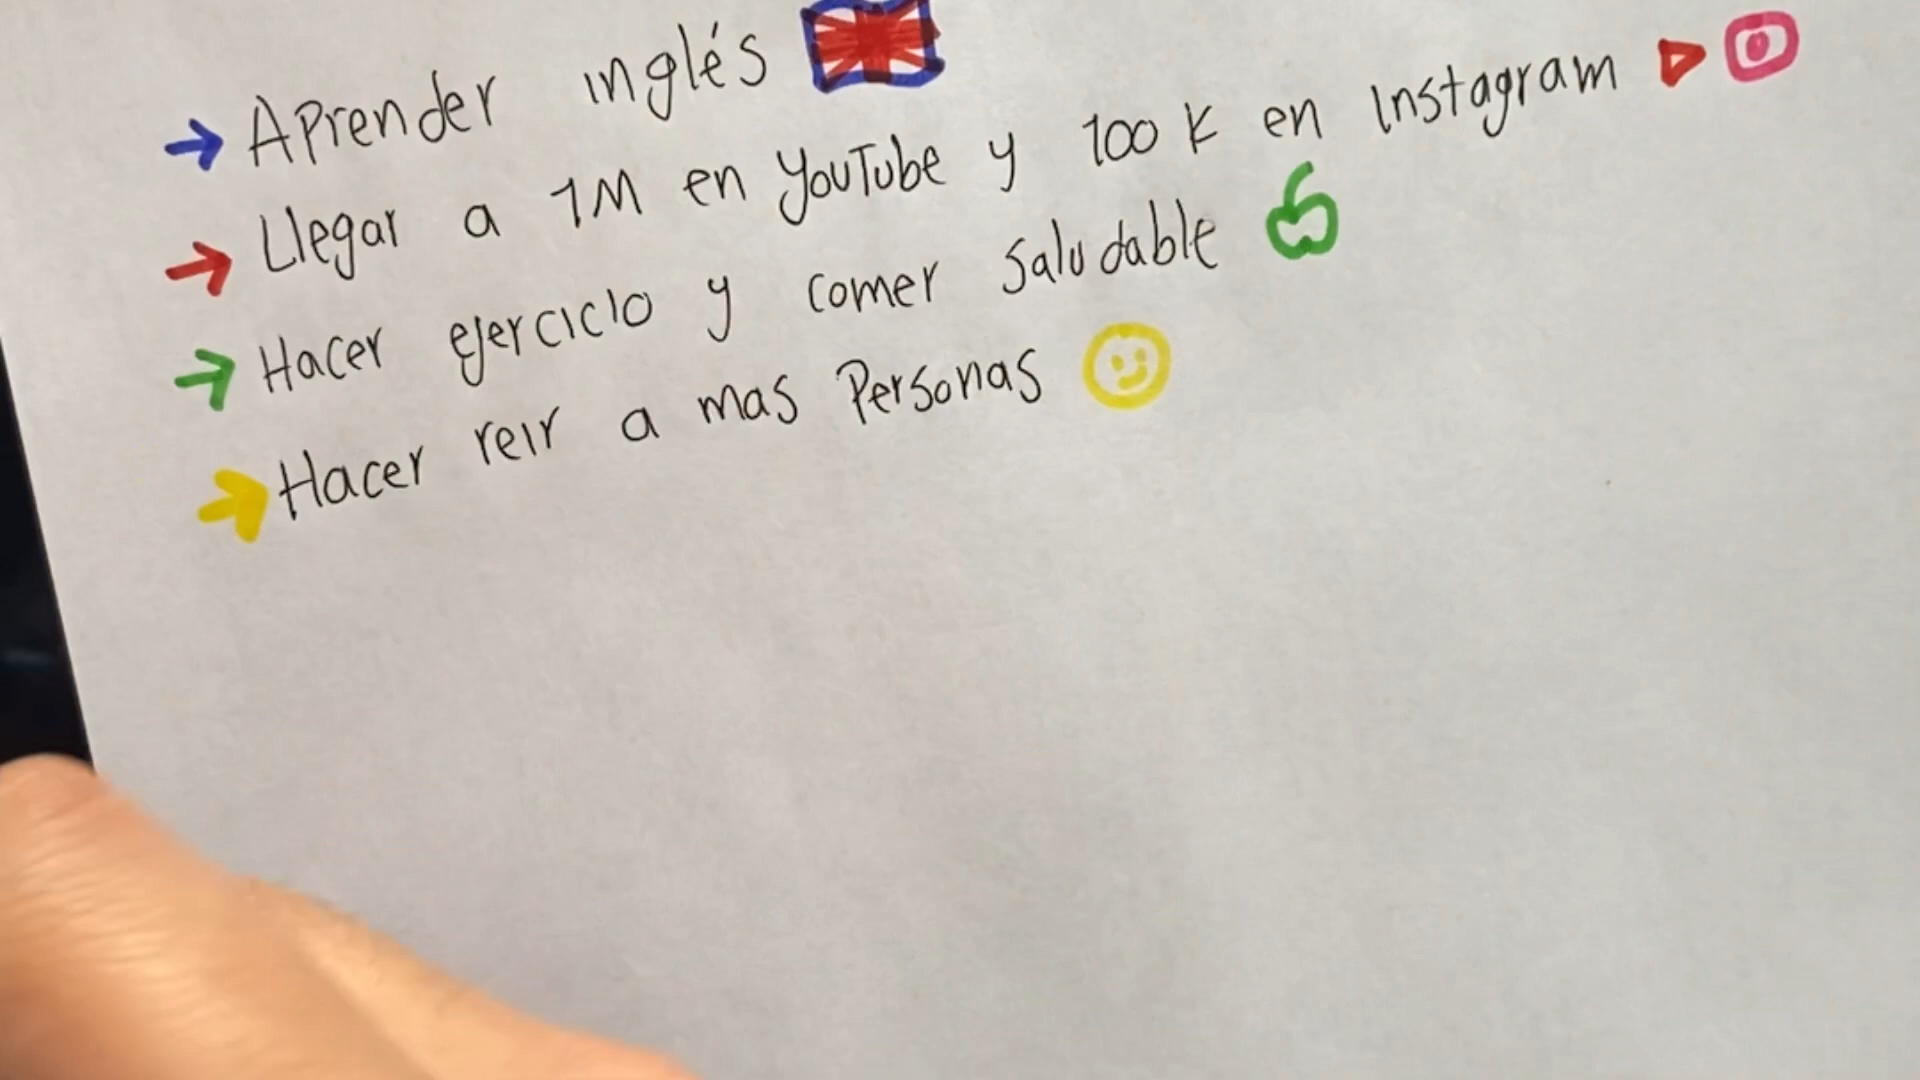 Aprender inglés
Llegar a 1M en YouTube y 100 K en Instagram
Hacer ejercicio y comer saludable
Hacer reir a mas Personas